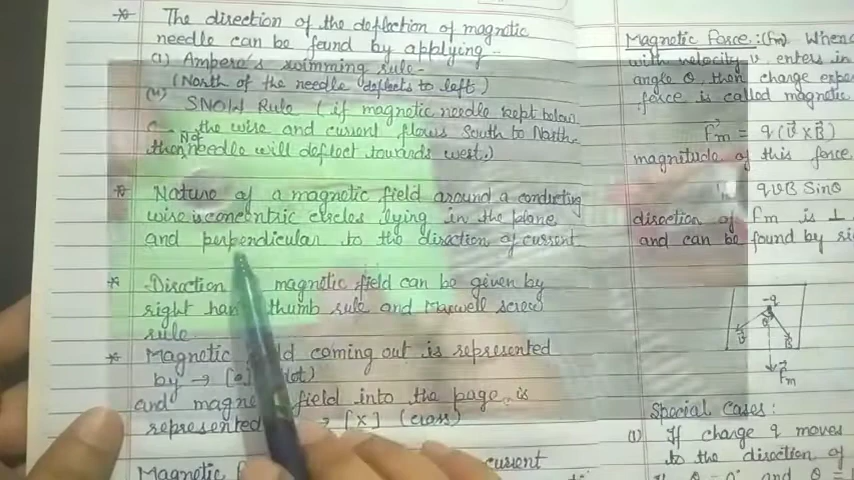 The direction of the deflection of magnetic
needle can be found by applying -
(a) Ampere's swimming rule-
(North of the needle deflects to left)
SNOW Rule (if magnetic needle kept below
the wire and current flows South to North
then, needle will deflect towards west.)
Nature of a magnetic field around a conducting
wire is concentric circles lying in the plane
and perpendicular to the direction of current
Direction magnetic field can be given by
right hand thumb rule and Maxwell screw
rule
Magnetic field coming out is represented
by → [•] dot)
and magne field into the page is
represented → [X] (cross)
Magnetic current
Magnetic Force :(Fm) When
with velocity v, enters in
angle θ, then charge expe
force is called magnetic
Fm = q(v×B)
magnitude of this force
qvB Sinθ
direction of Fm is ⊥
and can be found by ri
-q
θ
v
B
Fm
Special Cases:
(1) If charge q moves
to the direction of
θ = 0° and θ =